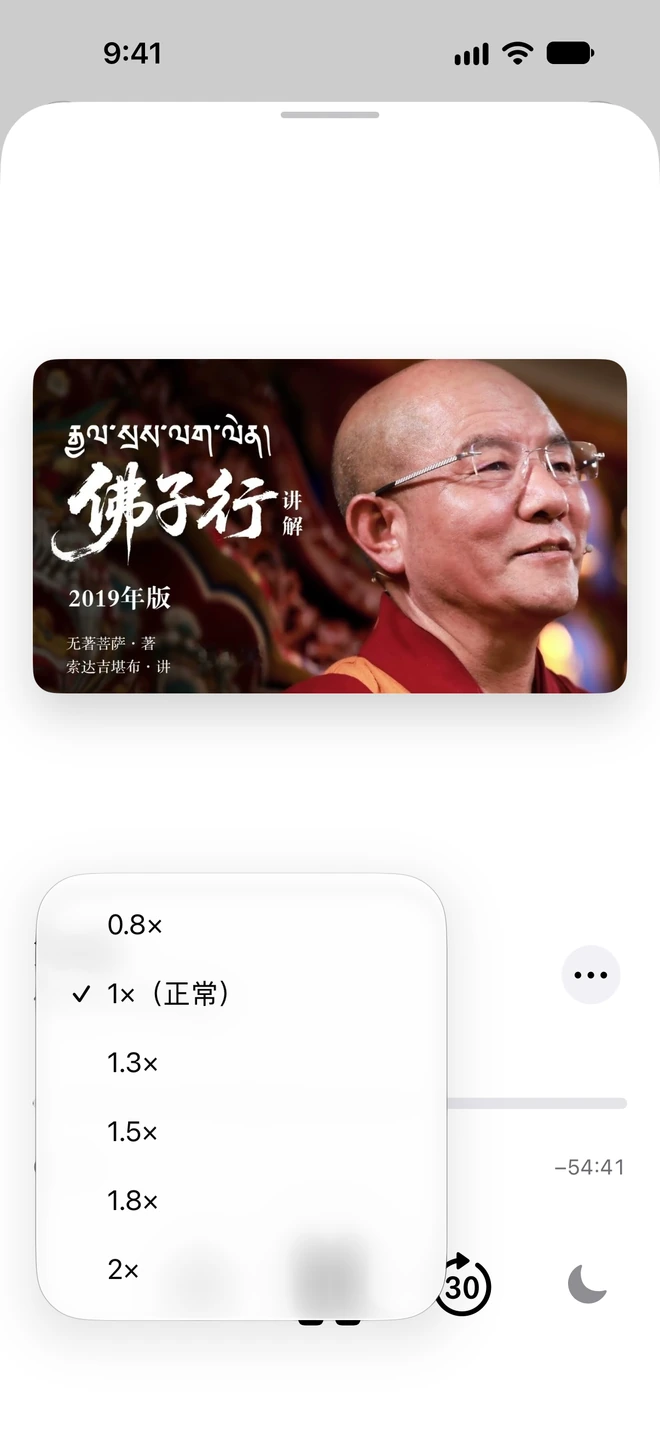 9:41
རྒྱལ་སྲས་ལག་ལེན།
佛子行
讲解
2019年版
无著菩萨·著
索达吉堪布·讲
0.8×
✓ 1×（正常）
1.3×
1.5×
1.8×
2×
−54:41
30